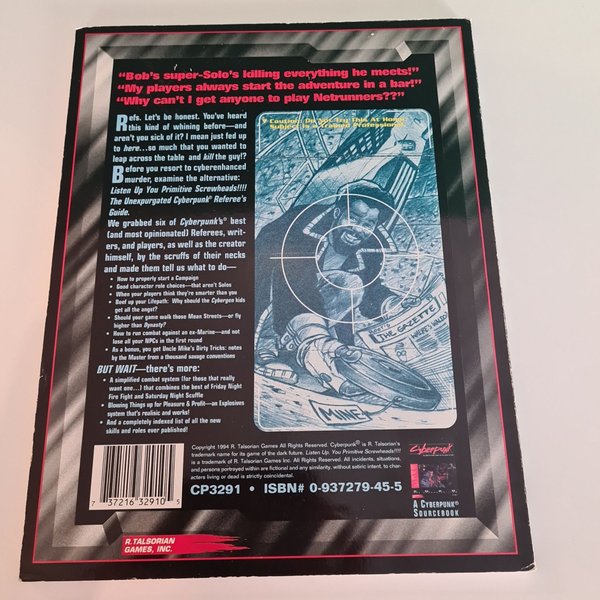 “Bob’s super-Solo’s killing everything he meets!”
“My players always start the adventure in a bar!”
“Why can’t I get anyone to play Netrunners??”
Refs. Let’s be honest. You’ve heard
this kind of whining before—and
aren’t you sick of it? I mean just fed up
to here...so much that you wanted to
leap across the table and kill the guy!?
Before you resort to cyberenhanced
murder, examine the alternative:
Listen Up You Primitive Screwheads!!!!
The Unexpurgated Cyberpunk Referee’s
Guide.
We grabbed six of Cyberpunk’s® best
(and most opinionated) Referees, writ-
ers, and players, as well as the creator
himself, by the scruffs of their necks
and made them tell us what to do—
• How to properly start a Campaign
• Good character role choices—that aren’t Solos
• When your players think they’re smarter than you
• Beef up your Lifepath: Why should the Cybergen kids
get all the angst?
• Should your game walk those Mean Streets—or fly
higher than Dynasty?
• How to run combat against an ex-Marine—and not
lose all your NPCs in the first round
• As a bonus, you get Uncle Mike’s Dirty Tricks: notes
by the Master from a thousand savage conventions
BUT WAIT—there’s more:
• A simplified combat system (for those that really
want one...) that combines the best of Friday Night
Fire Fight and Saturday Night Scuffle
• Blowing Things up for Pleasure & Profit—an Explosives
system that’s realisic and works!
• And a completely indexed list of all the new
skills and roles ever published!
Caution: Do Not Try This At Home
Subject Is a Trained Professional
THE GAZETTE
WHERE'S WALDO
MINE
Copyright 1994 R. Talsorian Games All Rights Reserved. Cyberpunk® is R. Talsorian’s
trademark name for its game of the dark future. Listen Up, You Primitive Screwheads!!!!
is a trademark of R. Talsorian Games Inc. All Rights Reserved. All incidents, situations,
and persons portrayed within are fictional and any similarity, without satiric intent, to char-
acters living or dead is strictly coincidental.
7 37216 32910 5
CP3291 • ISBN# 0-937279-45-5
Cyberpunk
A CYBERPUNK®
SOURCEBOOK
R.TALSORIAN
GAMES, INC.